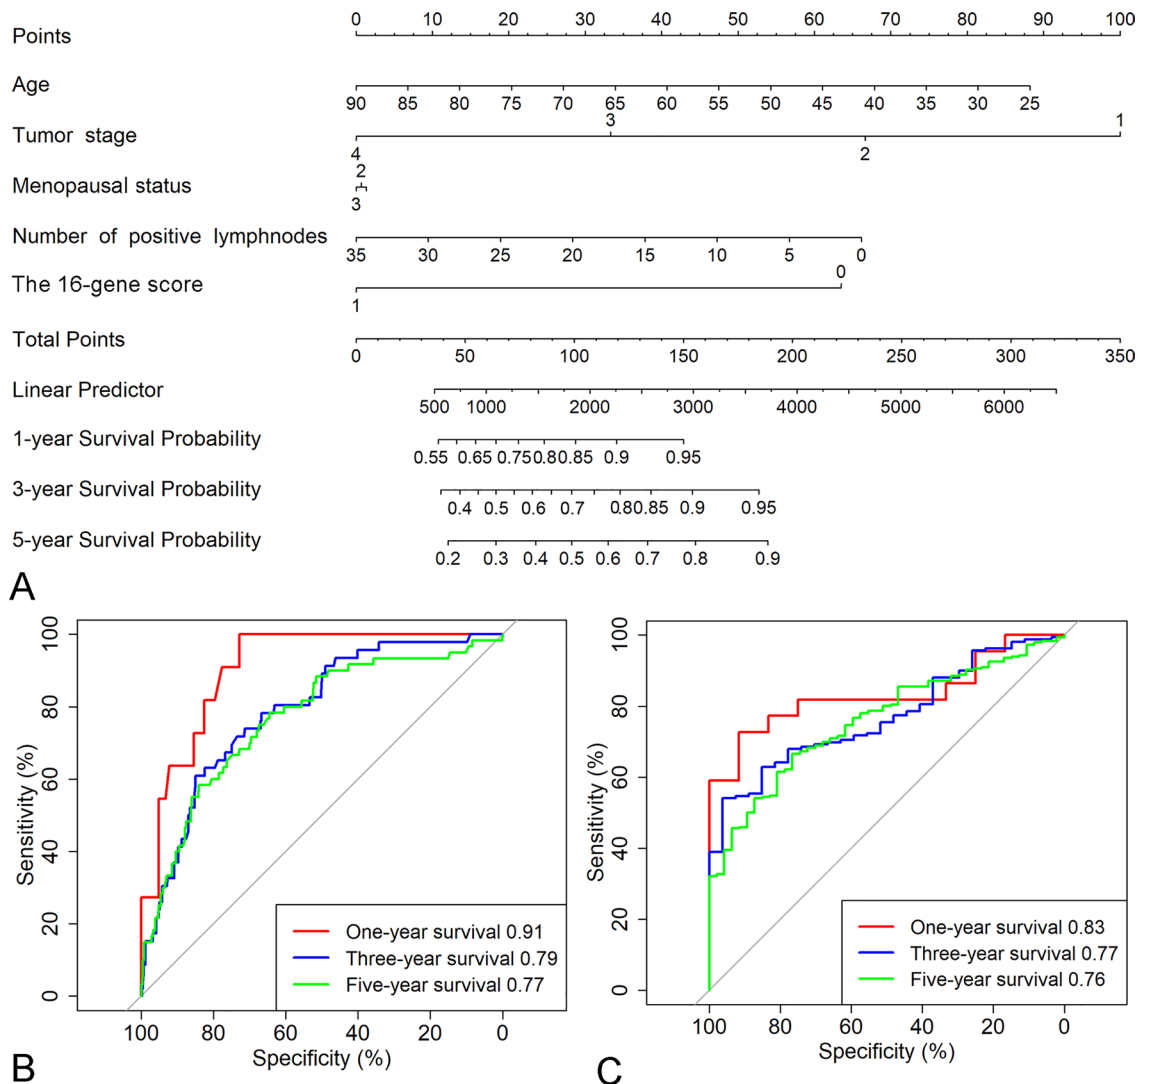 Points 0 10 20 30 40 50 60 70 80 90 100
Age 90 85 80 75 70 65 60 55 50 45 40 35 30 25
Tumor stage 4 3 2 1
Menopausal status 3 2
Number of positive lymphnodes 35 30 25 20 15 10 5 0
The 16-gene score 1 0
Total Points 0 50 100 150 200 250 300 350
Linear Predictor 500 1000 2000 3000 4000 5000 6000
1-year Survival Probability 0.55 0.65 0.75 0.8 0.85 0.9 0.95
3-year Survival Probability 0.4 0.5 0.6 0.7 0.8 0.85 0.9 0.95
5-year Survival Probability 0.2 0.3 0.4 0.5 0.6 0.7 0.8 0.9
A
Sensitivity (%)
0 20 40 60 80 100
One-year survival 0.91
Three-year survival 0.79
Five-year survival 0.77
100 80 60 40 20 0
Specificity (%)
B
Sensitivity (%)
0 20 40 60 80 100
One-year survival 0.83
Three-year survival 0.77
Five-year survival 0.76
100 80 60 40 20 0
Specificity (%)
C